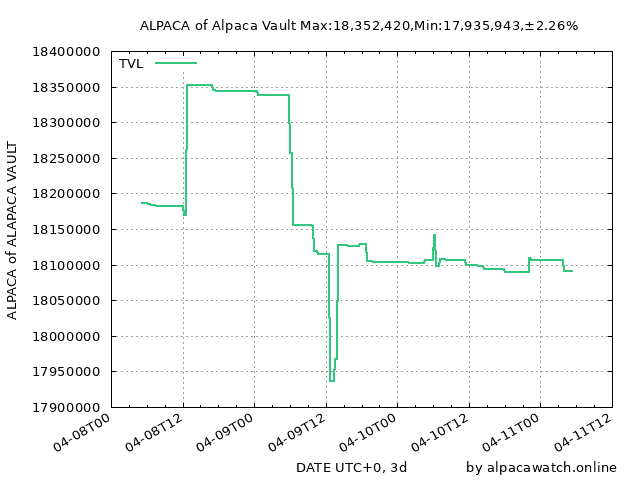 ALPACA of Alpaca Vault Max:18,352,420,Min:17,935,943,±2.26%
18400000
TVL
18350000
18300000
18250000
18200000
18150000
18100000
18050000
18000000
17950000
17900000
ALPACA of ALAPACA VAULT
04-08T00
04-08T12
04-09T00
04-09T12
04-10T00
04-10T12
04-11T00
04-11T12
DATE UTC+0, 3d
by alpacawatch.online